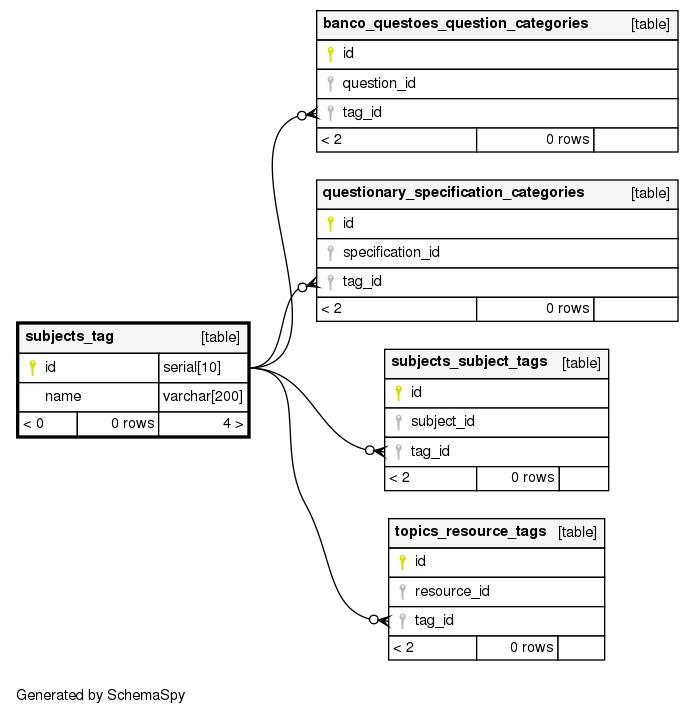 banco_questoes_question_categories [table]
id
question_id
tag_id
< 2 0 rows
questionary_specification_categories [table]
id
specification_id
tag_id
< 2 0 rows
subjects_tag [table]
id serial[10]
name varchar[200]
< 0 0 rows 4 >
subjects_subject_tags [table]
id
subject_id
tag_id
< 2 0 rows
topics_resource_tags [table]
id
resource_id
tag_id
< 2 0 rows
Generated by SchemaSpy